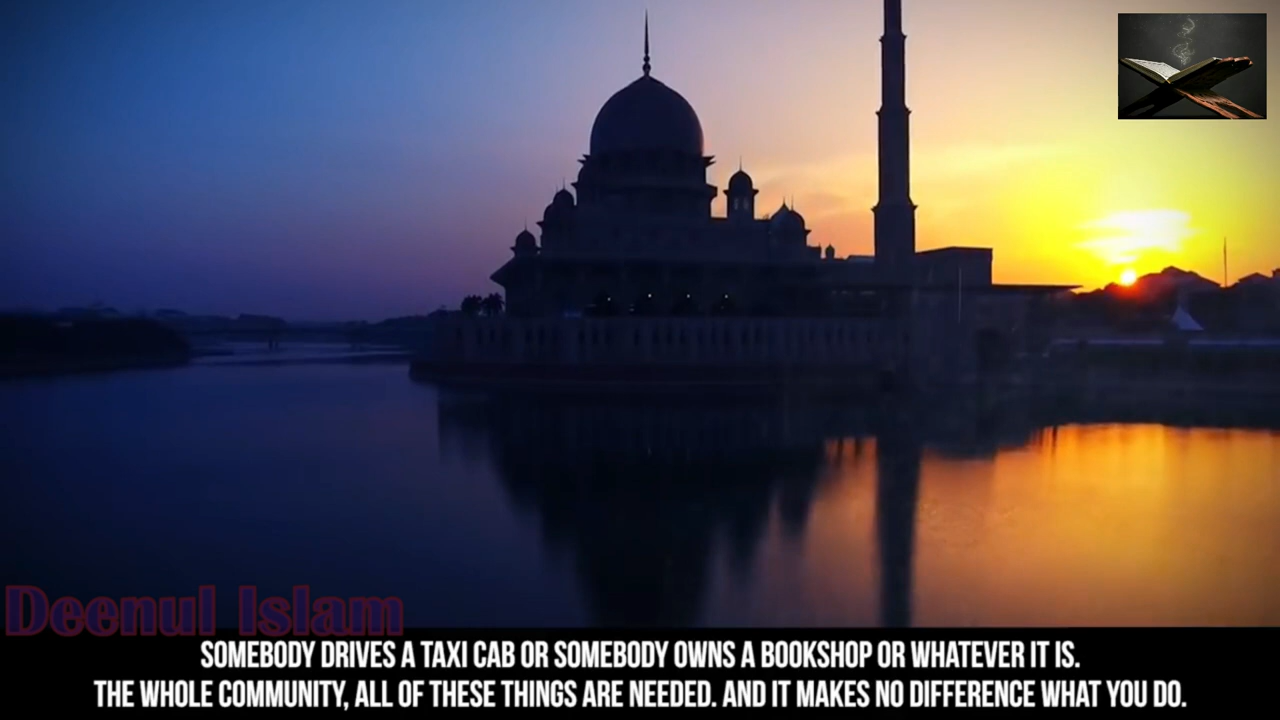 Deenul Islam
SOMEBODY DRIVES A TAXI CAB OR SOMEBODY OWNS A BOOKSHOP OR WHATEVER IT IS.
THE WHOLE COMMUNITY, ALL OF THESE THINGS ARE NEEDED. AND IT MAKES NO DIFFERENCE WHAT YOU DO.